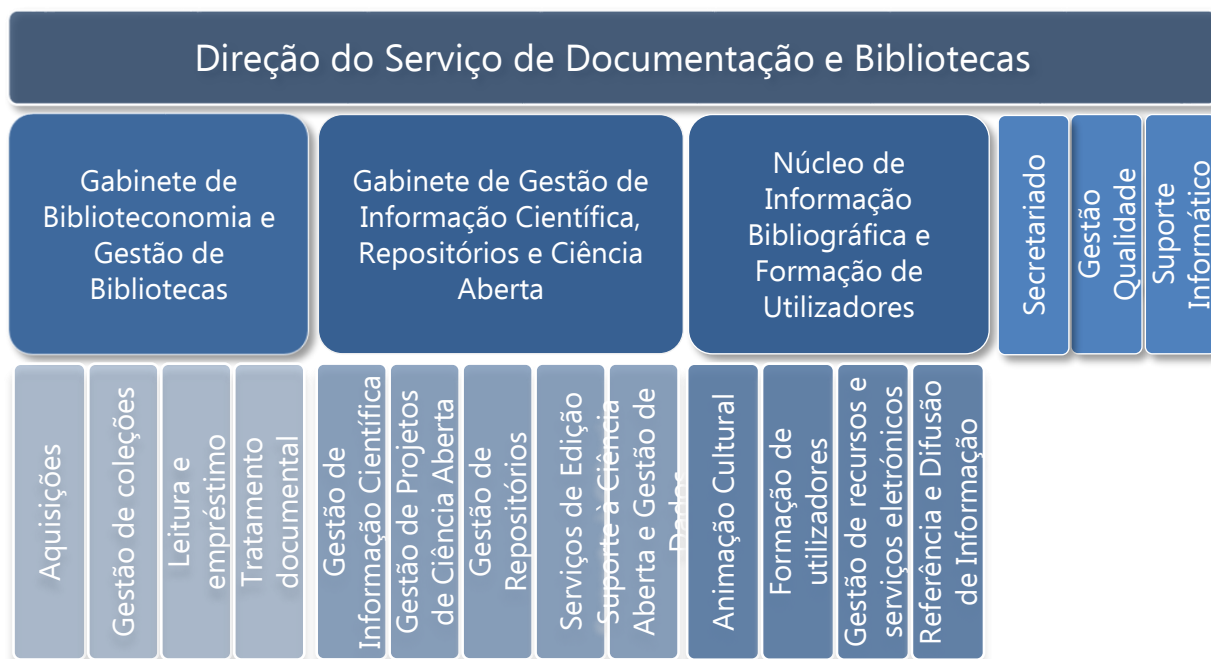 Direção do Serviço de Documentação e Bibliotecas
Gabinete de
Biblioteconomia e
Gestão de
Bibliotecas
Gabinete de Gestão de
Informação Científica,
Repositórios e Ciência
Aberta
Núcleo de
Informação
Bibliográfica e
Formação de
Utilizadores
Secretariado
Gestão
Qualidade
Suporte
Informático
Aquisições
Gestão de coleções
Leitura e
empréstimo
Tratamento
documental
Gestão de
Informação Científica
Gestão de Projetos
de Ciência Aberta
Gestão de
Repositórios
Serviços de Edição
Suporte à Ciência
Aberta e Gestão de
Dados
Animação Cultural
Formação de
utilizadores
Gestão de recursos e
serviços eletrónicos
Referência e Difusão
de Informação